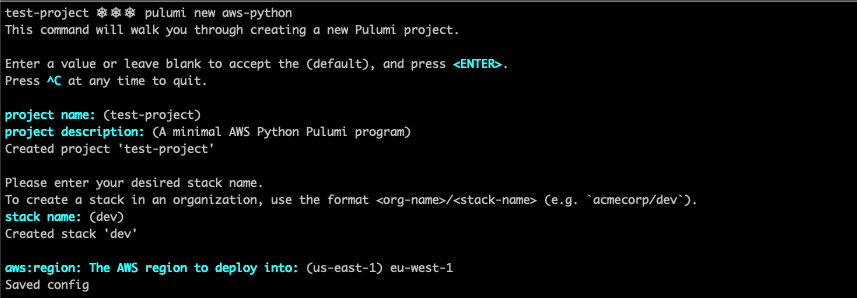 test-project ❄❄❄ pulumi new aws-python
This command will walk you through creating a new Pulumi project.
Enter a value or leave blank to accept the (default), and press <ENTER>.
Press ^C at any time to quit.
project name: (test-project)
project description: (A minimal AWS Python Pulumi program)
Created project 'test-project'
Please enter your desired stack name.
To create a stack in an organization, use the format <org-name>/<stack-name> (e.g. `acmecorp/dev`).
stack name: (dev)
Created stack 'dev'
aws:region: The AWS region to deploy into: (us-east-1) eu-west-1
Saved config